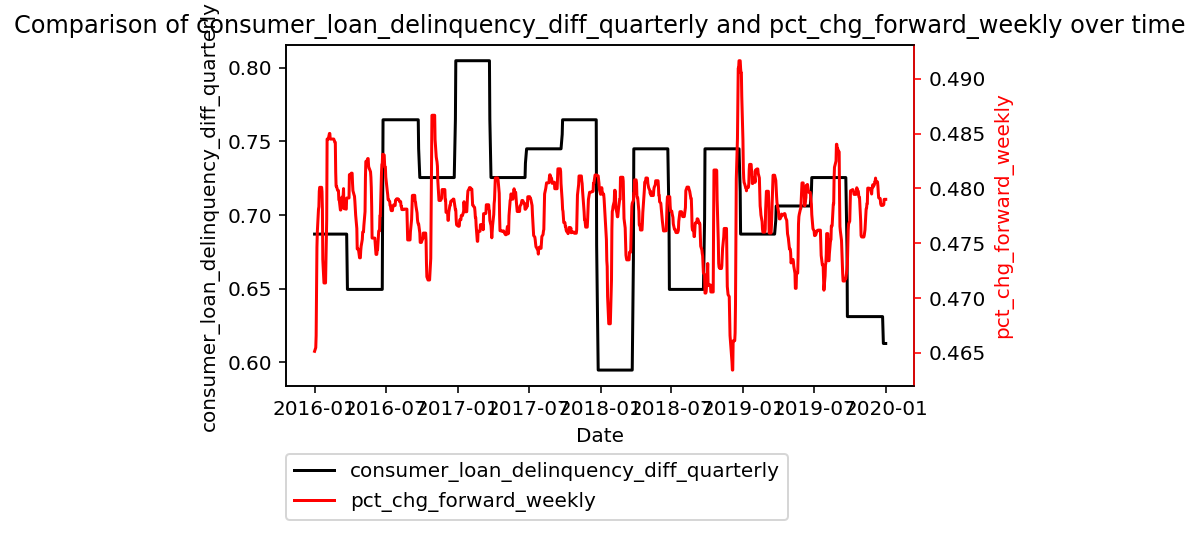 Comparison of consumer_loan_delinquency_diff_quarterly and pct_chg_forward_weekly over time
consumer_loan_delinquency_diff_quarterly
0.80
0.75
0.70
0.65
0.60
0.490
0.485
0.480
0.475
0.470
0.465
pct_chg_forward_weekly
2016-01 2016-07 2017-01 2017-07 2018-01 2018-07 2019-01 2019-07 2020-01
Date
consumer_loan_delinquency_diff_quarterly
pct_chg_forward_weekly